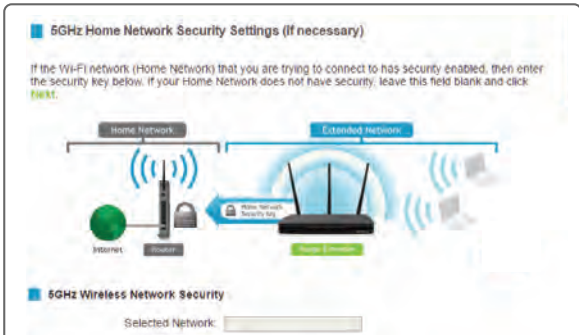 5GHz Home Network Security Settings (if necessary)
If the Wi-Fi network (Home Network) that you are trying to connect to has security enabled, then enter
the security key below. If your Home Network does not have security, leave this field blank and click
Next.
Home Network
Extended Network
Home Network
Security Key
Internet
Router
Range Extender
5GHz Wireless Network Security
Selected Network: